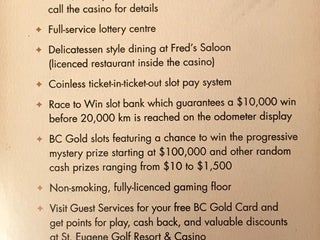 call the casino for details
✦ Full-service lottery centre
✦ Delicatessen style dining at Fred's Saloon
(licenced restaurant inside the casino)
✦ Coinless ticket-in-ticket-out slot pay system
✦ Race to Win slot bank which guarantees a $10,000 win
before 20,000 km is reached on the odometer display
✦ BC Gold slots featuring a chance to win the progressive
mystery prize starting at $100,000 and other random
cash prizes ranging from $10 to $1,500
✦ Non-smoking, fully-licenced gaming floor
✦ Visit Guest Services for your free BC Gold Card and
get points for play, cash back, and valuable discounts
at St. Eugene Golf Resort & Casino